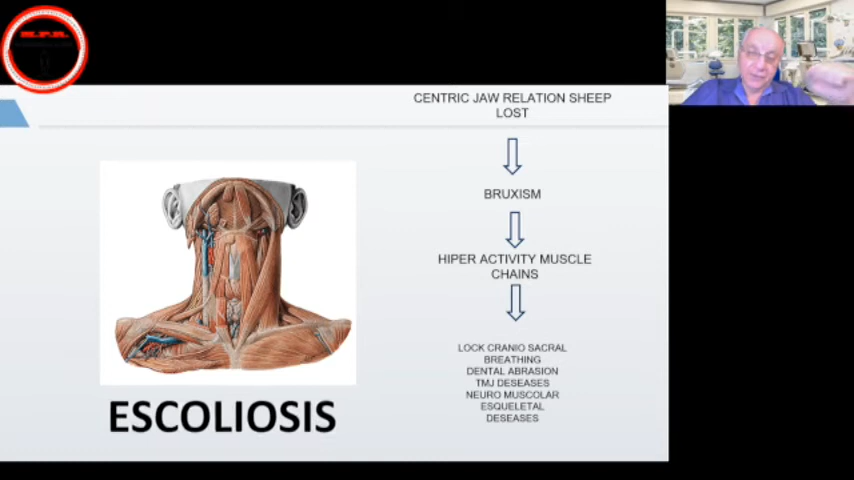 CENTRIC JAW RELATION SHEEP
LOST
BRUXISM
HIPER ACTIVITY MUSCLE
CHAINS
LOCK CRANIO SACRAL
BREATHING
DENTAL ABRASION
TMJ DESEASES
NEURO MUSCOLAR
ESQUELETAL
DESEASES
ESCOLIOSIS